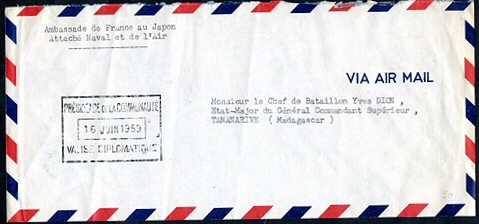 Ambassade de France au Japon
Attaché Naval et de l'Air
VIA AIR MAIL
Monsieur le Chef de Bataillon Yves DION ,
Etat-Major du Général Commandant Supérieur ,
TANANARIVE ( Madagascar )
PRÉSIDENCE DE LA COMMUNAUTÉ
16 JUIN 1959
VALISE DIPLOMATIQUE